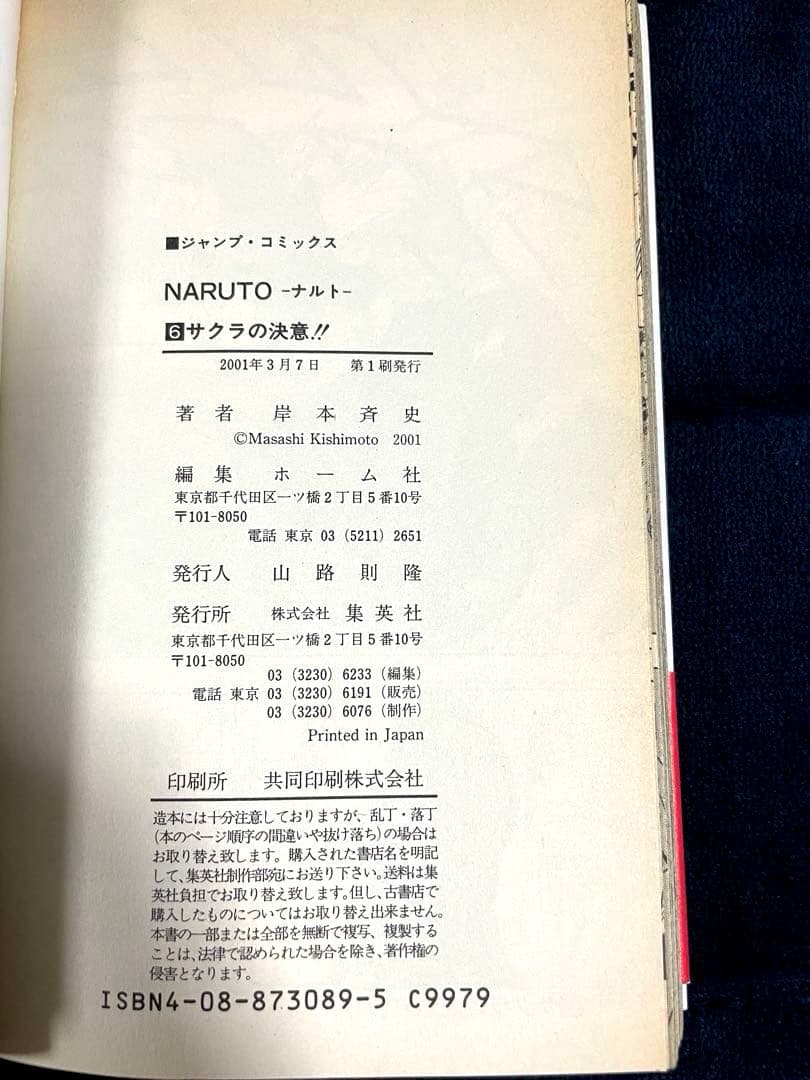 ■ジャンプ・コミックス
NARUTO -ナルト-
6サクラの決意!!
2001年3月7日 第1刷発行
著者 岸本斉史
©Masashi Kishimoto 2001
編集 ホーム社
東京都千代田区一ツ橋2丁目5番10号
〒101-8050
電話 東京 03 (5211) 2651
発行人 山路則隆
発行所 株式会社 集英社
東京都千代田区一ツ橋2丁目5番10号
〒101-8050
03 (3230) 6233 (編集)
電話 東京 03 (3230) 6191 (販売)
03 (3230) 6076 (制作)
Printed in Japan
印刷所 共同印刷株式会社
造本には十分注意しておりますが、乱丁・落丁
(本のページ順序の間違いや抜け落ち)の場合は
お取り替え致します。購入された書店名を明記
して、集英社制作部宛にお送り下さい。送料は集
英社負担でお取り替え致します。但し、古書店で
購入したものについてはお取り替え出来ません。
本書の一部または全部を無断で複写、複製する
ことは、法律で認められた場合を除き、著作権の
侵害となります。
ISBN4-08-873089-5 C9979